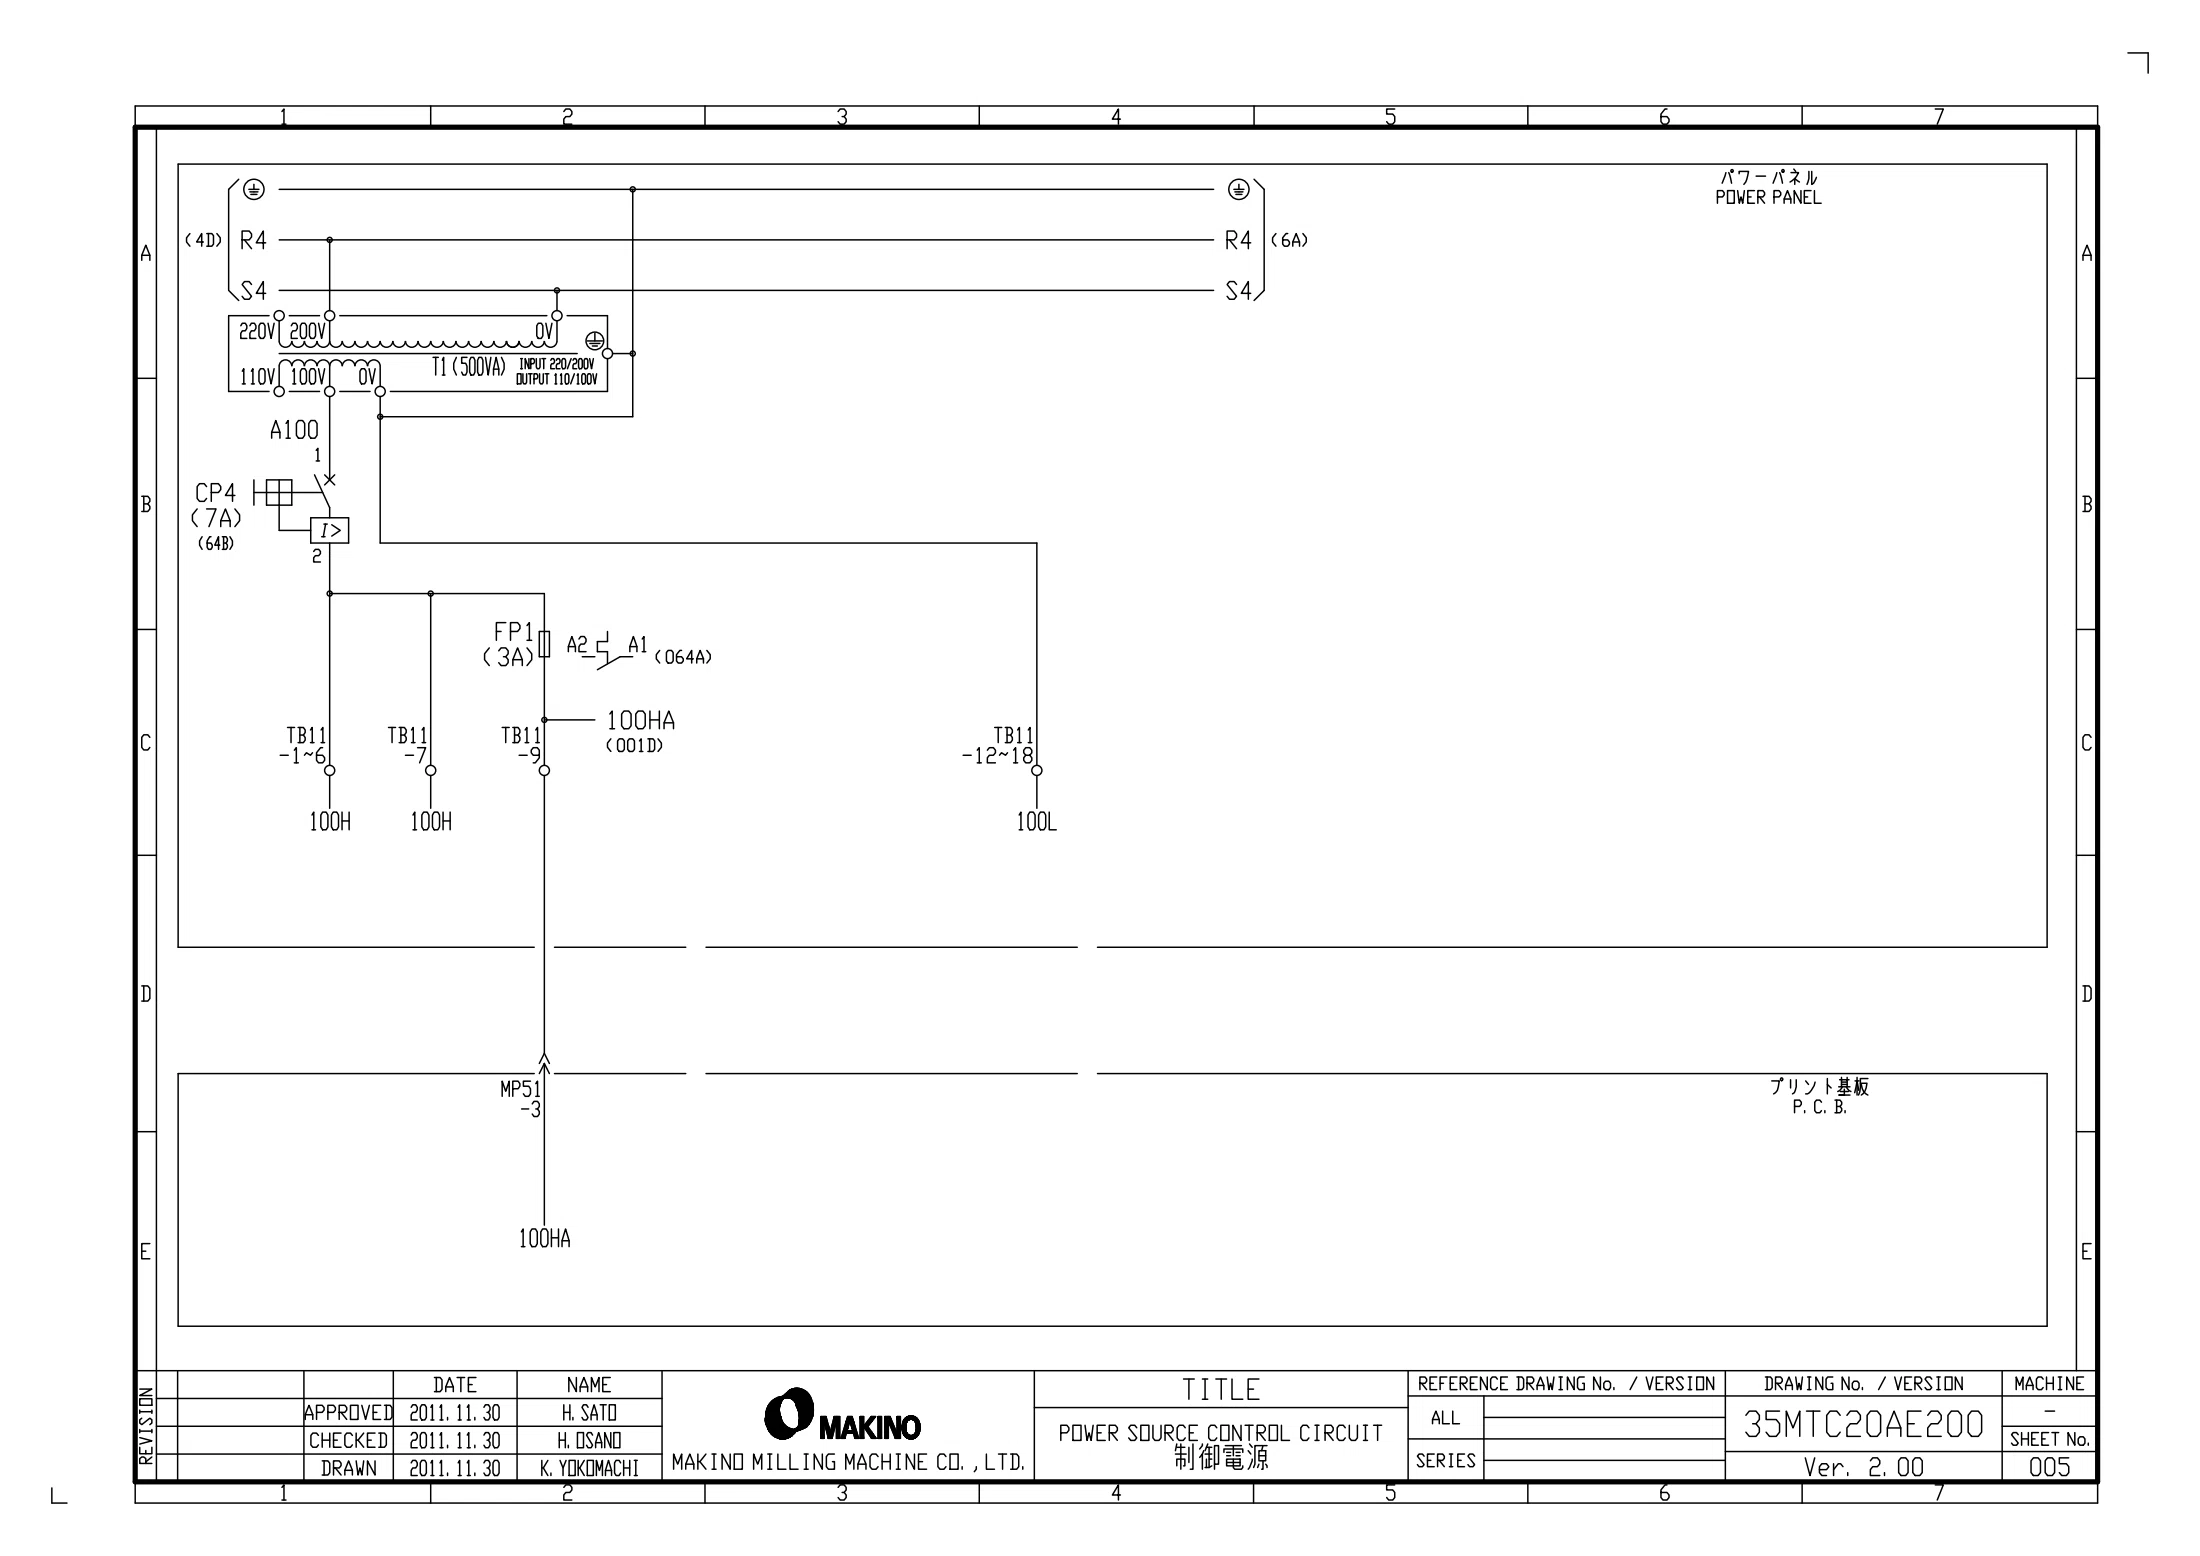 1 2 3 4 5 6 7
パワーパネル
POWER PANEL
(4D) R4 R4 (6A)
S4 S4
A A
220V 200V 0V
T1(500VA) INPUT 220/200V
OUTPUT 110/100V
110V 100V 0V
A100
1
CP4
(7A)
(64B)
I>
2
B B
FP1
(3A)
A2 A1 (064A)
100HA
(001D)
TB11 TB11 TB11 TB11
-1~6 -7 -9 -12~18
C C
100H 100H 100L
D D
MP51
-3
プリント基板
P. C. B.
100HA
E E
REVISION
DATE NAME
APPROVED 2011. 11. 30 H. SATO
CHECKED 2011. 11. 30 H. OSANO
DRAWN 2011. 11. 30 K. YOKOMACHI
MAKINO
MAKINO MILLING MACHINE CO. , LTD.
TITLE
POWER SOURCE CONTROL CIRCUIT
制御電源
REFERENCE DRAWING No. / VERSION
ALL
SERIES
DRAWING No. / VERSION
35MTC20AE200
Ver. 2. 00
MACHINE
-
SHEET No.
005
1 2 3 4 5 6 7